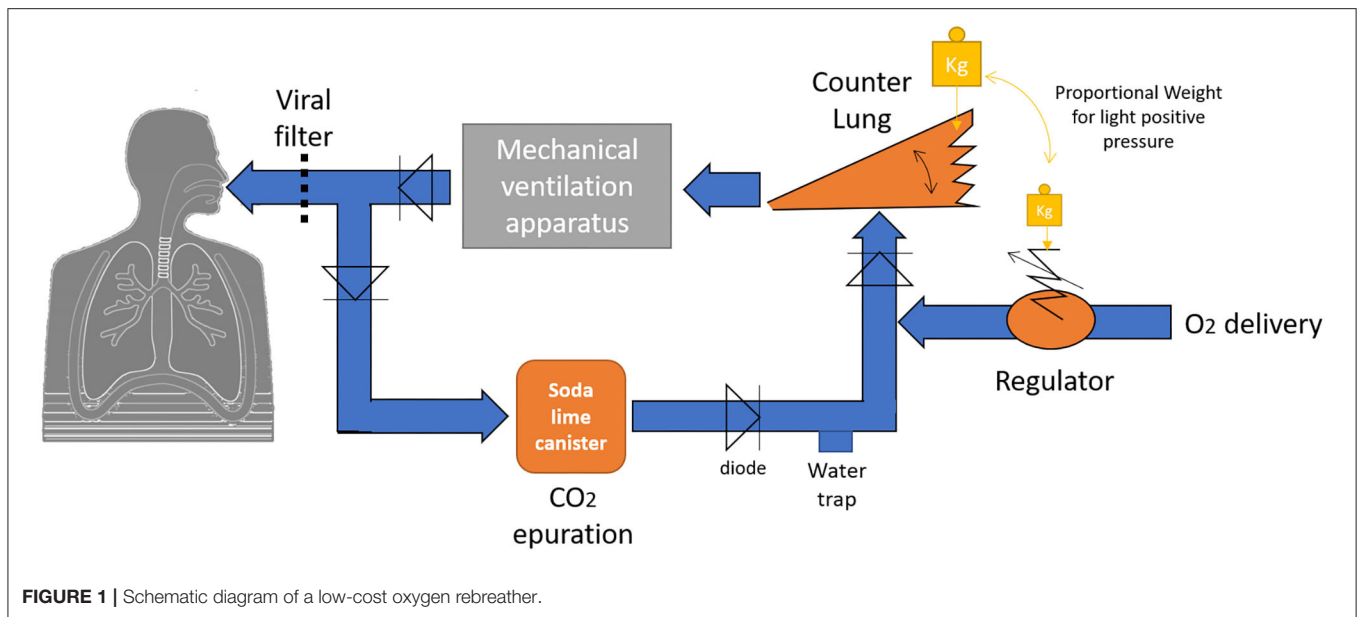 Viral
filter
Mechanical
ventilation
apparatus
Counter
Lung
Kg
Proportional Weight
for light positive
pressure
Kg
O2 delivery
Regulator
Soda
lime
canister
CO2
epuration
diode
Water
trap
FIGURE 1 | Schematic diagram of a low-cost oxygen rebreather.